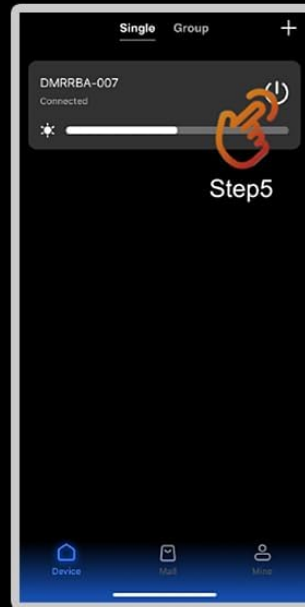 Single Group
DMRRBA-007
Connected
Step5
Device Mall Mine